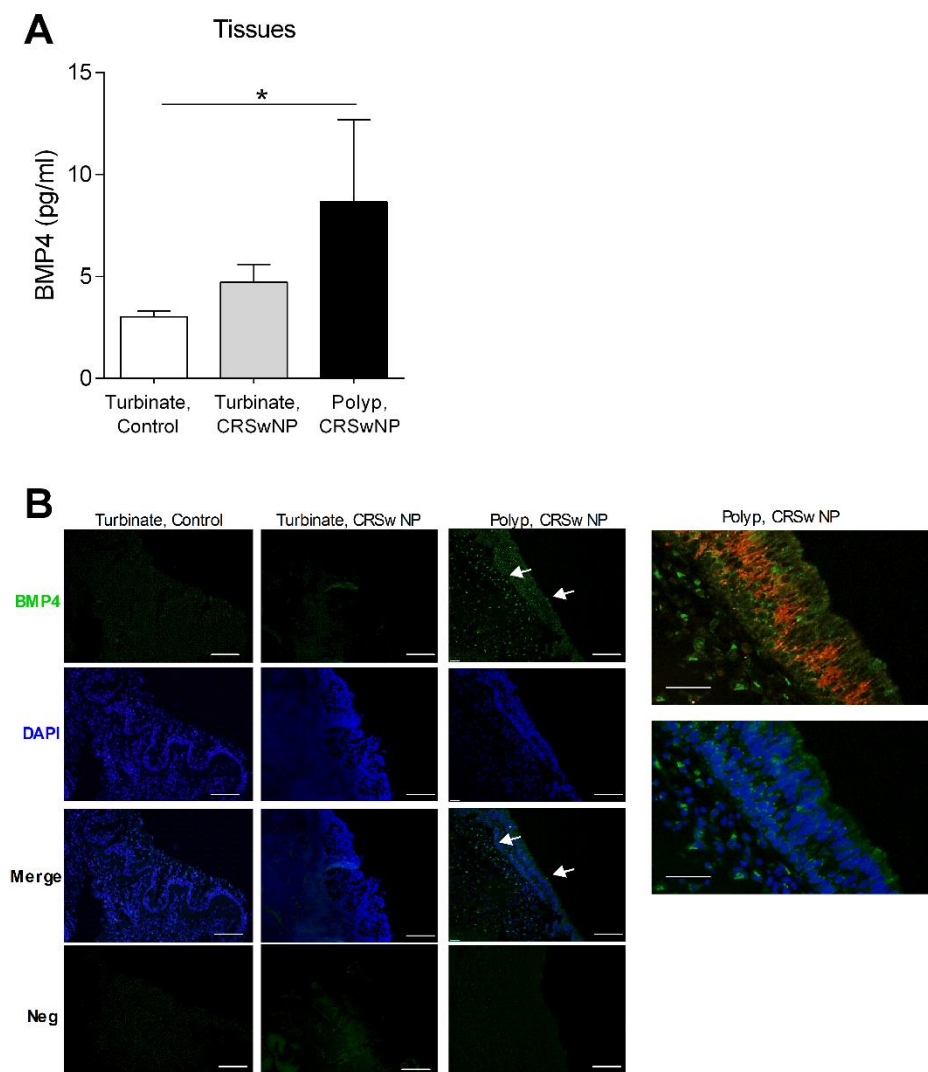 A
Tissues
15
*
10
BMP4 (pg/ml)
5
0
Turbinate, Control
Turbinate, CRSwNP
Polyp, CRSwNP
B
Turbinate, Control
Turbinate, CRSw NP
Polyp, CRSw NP
Polyp, CRSw NP
BMP4
DAPI
Merge
Neg